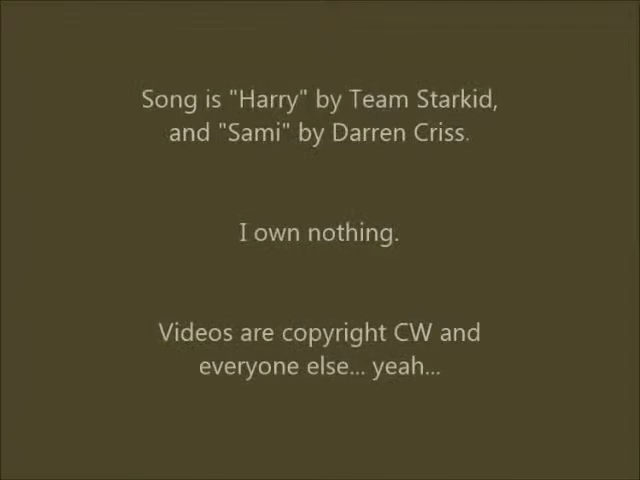 Song is "Harry" by Team Starkid,
and "Sami" by Darren Criss.
I own nothing.
Videos are copyright CW and
everyone else... yeah...